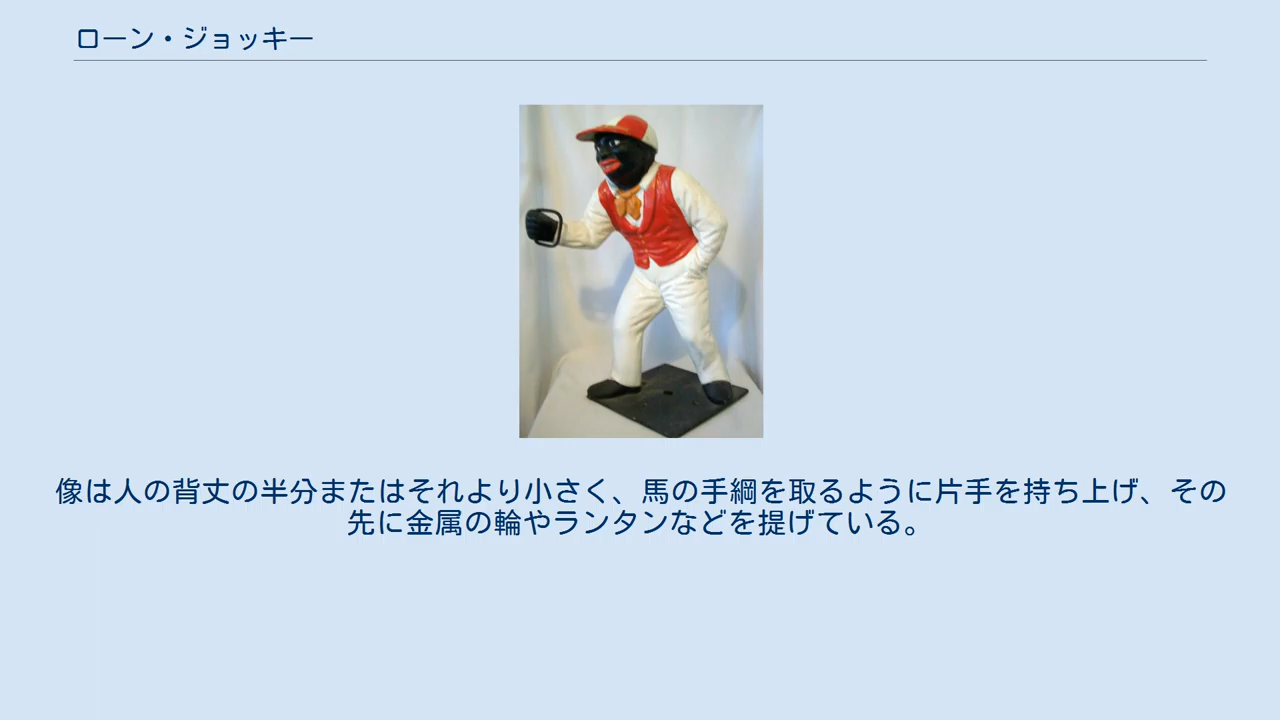 ローン・ジョッキー
像は人の背丈の半分またはそれより小さく、馬の手綱を取るように片手を持ち上げ、その
先に金属の輪やランタンなどを提げている。